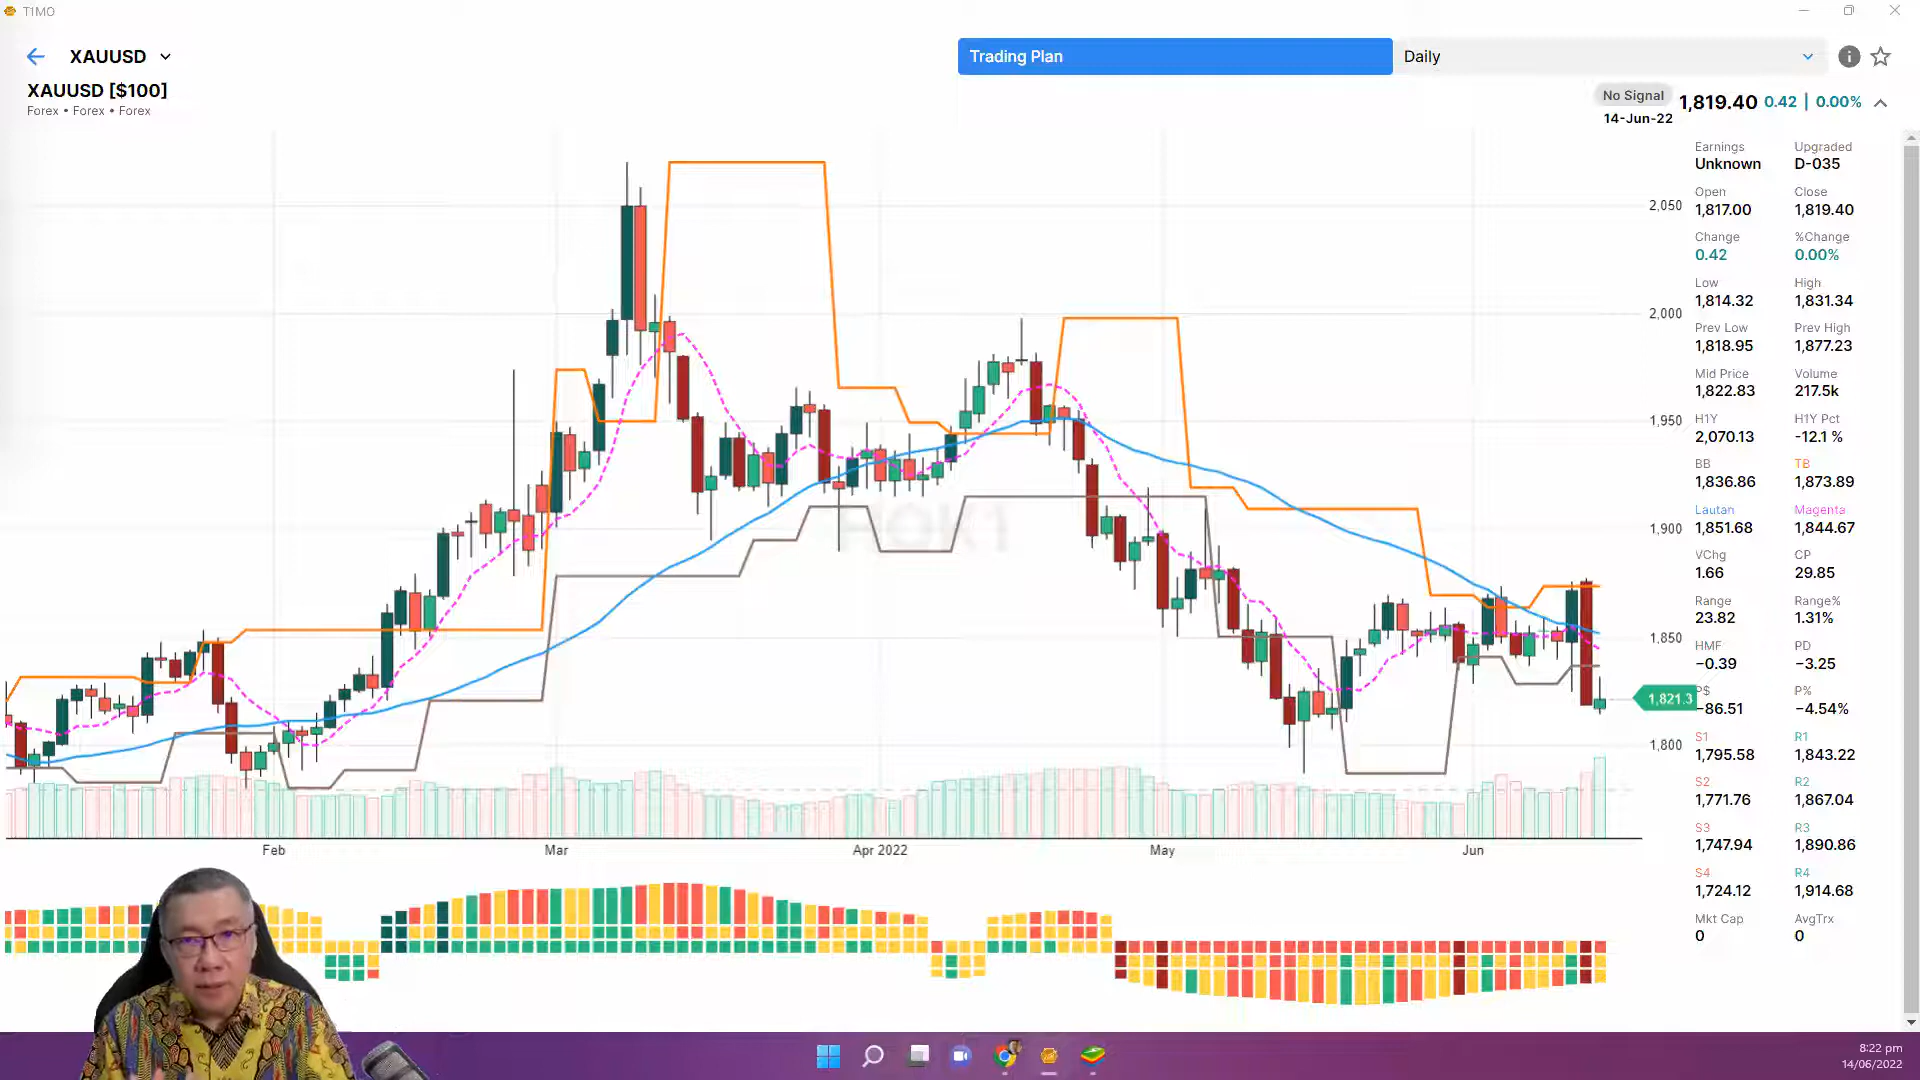 T1MO
XAUUSD
Trading Plan
Daily
XAUUSD [$100]
Forex • Forex • Forex
No Signal
1,819.40 0.42 | 0.00%
14-Jun-22
Earnings Upgraded
Unknown D-035
Open Close
1,817.00 1,819.40
Change %Change
0.42 0.00%
Low High
1,814.32 1,831.34
Prev Low Prev High
1,818.95 1,877.23
Mid Price Volume
1,822.83 217.5k
H1Y H1Y Pct
2,070.13 -12.1 %
BB TB
1,836.86 1,873.89
Lautan Magenta
1,851.68 1,844.67
VChg CP
1.66 29.85
Range Range%
23.82 1.31%
HMF PD
-0.39 -3.25
P$ P%
-86.51 -4.54%
S1 R1
1,795.58 1,843.22
S2 R2
1,771.76 1,867.04
S3 R3
1,747.94 1,890.86
S4 R4
1,724.12 1,914.68
Mkt Cap AvgTrx
0 0
2,050
2,000
1,950
1,900
1,850
1,821.3
1,800
Feb Mar Apr 2022 May Jun
8:22 pm
14/06/2022